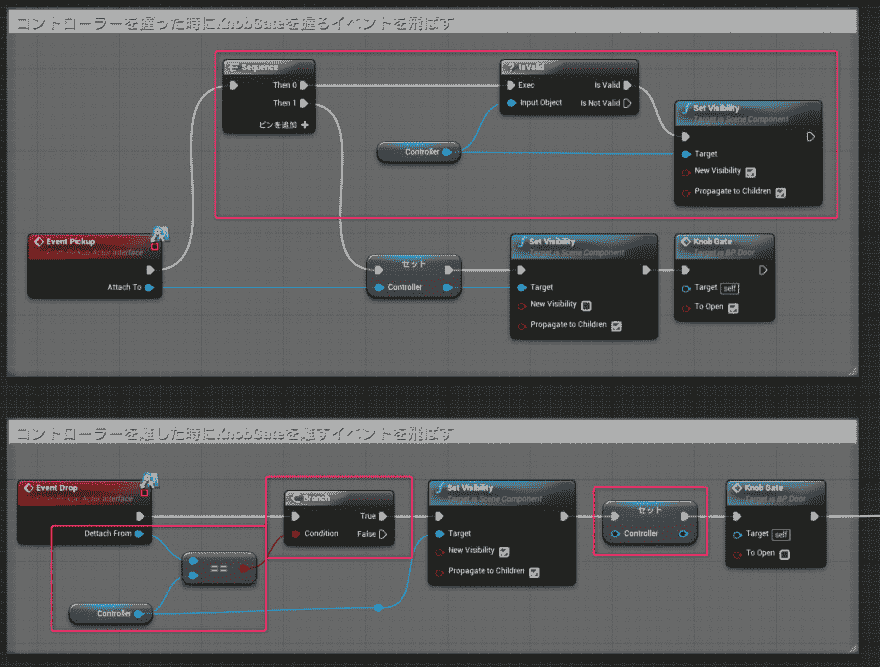 コントローラーを握った時にKnobGateを握るイベントを飛ばす
Sequence
Then 0
Then 1
ピンを追加 +
IsValid
Exec
Is Valid
Input Object
Is Not Valid
Controller
Set Visibility
Target is Scene Component
Target
New Visibility
Propagate to Children
Event Pickup
From Pickup Actor Interface
Attach To
セット
Controller
Set Visibility
Target is Scene Component
Target
New Visibility
Propagate to Children
Knob Gate
Target is BP Door
Target self
To Open
コントローラーを離した時にKnobGateを離すイベントを飛ばす
Event Drop
From Pickup Actor Interface
Dettach From
==
Controller
Branch
True
Condition
False
Set Visibility
Target is Scene Component
Target
New Visibility
Propagate to Children
セット
Controller
Knob Gate
Target is BP Door
Target self
To Open